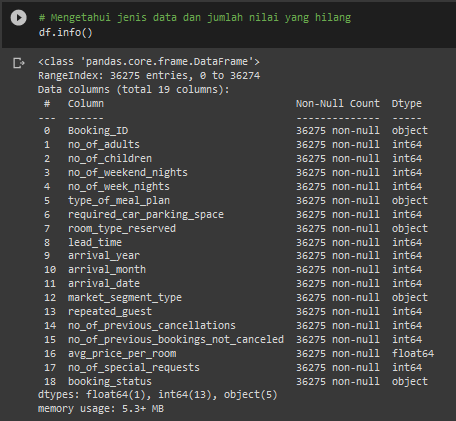 # Mengetahui jenis data dan jumlah nilai yang hilang
df.info()
<class 'pandas.core.frame.DataFrame'>
RangeIndex: 36275 entries, 0 to 36274
Data columns (total 19 columns):
 #   Column                                Non-Null Count  Dtype
---  ------                                --------------  -----
 0   Booking_ID                            36275 non-null  object
 1   no_of_adults                          36275 non-null  int64
 2   no_of_children                        36275 non-null  int64
 3   no_of_weekend_nights                  36275 non-null  int64
 4   no_of_week_nights                     36275 non-null  int64
 5   type_of_meal_plan                     36275 non-null  object
 6   required_car_parking_space            36275 non-null  int64
 7   room_type_reserved                    36275 non-null  object
 8   lead_time                             36275 non-null  int64
 9   arrival_year                          36275 non-null  int64
 10  arrival_month                         36275 non-null  int64
 11  arrival_date                          36275 non-null  int64
 12  market_segment_type                   36275 non-null  object
 13  repeated_guest                        36275 non-null  int64
 14  no_of_previous_cancellations          36275 non-null  int64
 15  no_of_previous_bookings_not_canceled  36275 non-null  int64
 16  avg_price_per_room                    36275 non-null  float64
 17  no_of_special_requests                36275 non-null  int64
 18  booking_status                        36275 non-null  object
dtypes: float64(1), int64(13), object(5)
memory usage: 5.3+ MB